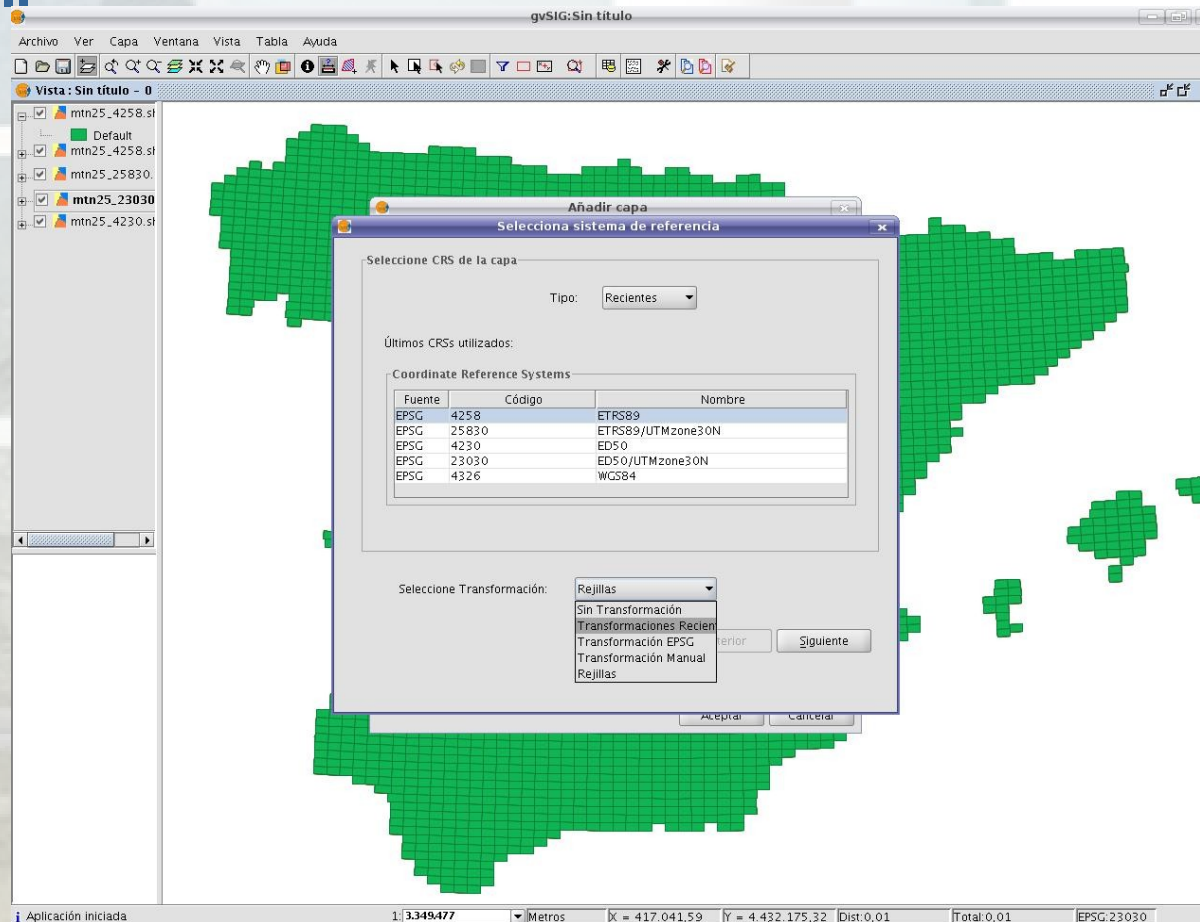 gvSIG:Sin título
Archivo Ver Capa Ventana Vista Tabla Ayuda
Vista : Sin título - 0
mtn25_4258.sh
Default
mtn25_4258.sh
mtn25_25830.
mtn25_23030
mtn25_4230.sh
Añadir capa
Selecciona sistema de referencia
Seleccione CRS de la capa
Tipo: Recientes
Últimos CRSs utilizados:
Coordinate Reference Systems
Fuente Código Nombre
EPSG 4258 ETRS89
EPSG 25830 ETRS89/UTMzone30N
EPSG 4230 ED50
EPSG 23030 ED50/UTMzone30N
EPSG 4326 WGS84
Seleccione Transformación: Rejillas
Sin Transformación
Transformaciones Recien
Transformación EPSG
Transformación Manual
Rejillas
terior Siguiente
Aceptar Cancelar
Aplicación iniciada 1: 3.349.477 Metros X = 417.041,59 Y = 4.432.175,32 Dist:0,01 Total:0,01 EPSG:23030